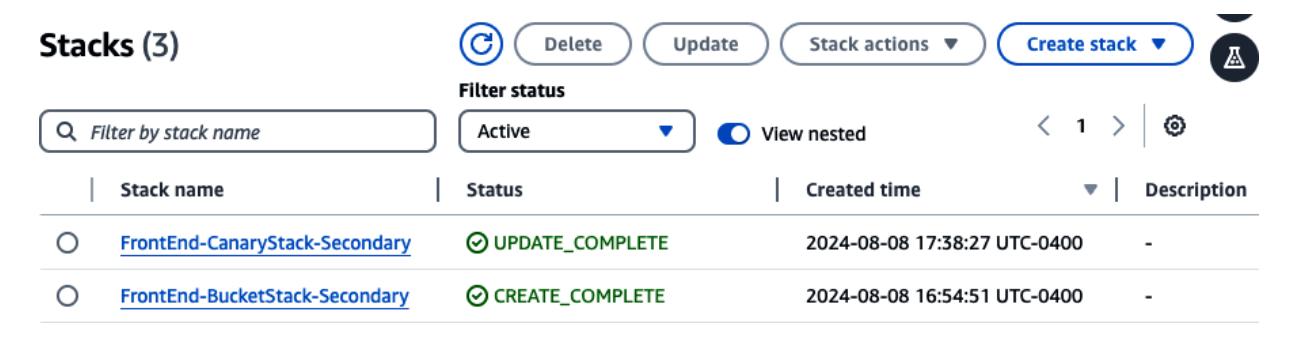 Stacks (3)
Delete
Update
Stack actions
Create stack
Filter status
Filter by stack name
Active
View nested
1
Stack name Status Created time Description
FrontEnd-CanaryStack-Secondary UPDATE_COMPLETE 2024-08-08 17:38:27 UTC-0400 -
FrontEnd-BucketStack-Secondary CREATE_COMPLETE 2024-08-08 16:54:51 UTC-0400 -